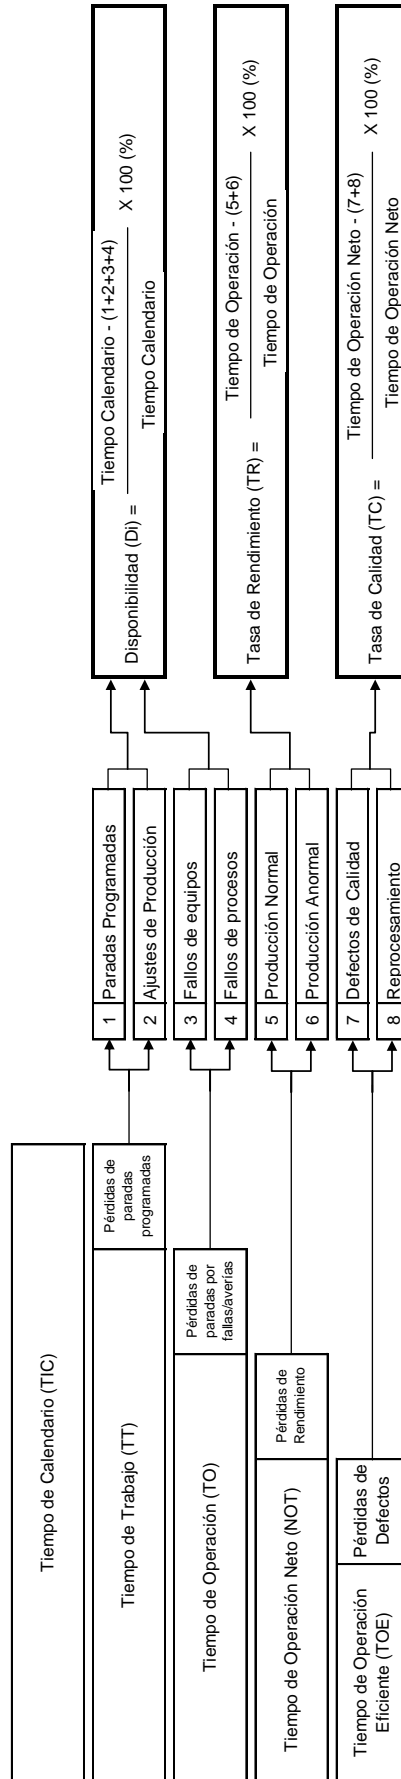 Tiempo de Calendario (TIC)
Tiempo de Trabajo (TT)
Pérdidas de
paradas
programadas
Tiempo de Operación (TO)
Pérdidas de
paradas por
fallas/averías
Tiempo de Operación Neto (NOT)
Pérdidas de
Rendimiento
Tiempo de Operación
Eficiente (TOE)
Pérdidas de
Defectos
1 Paradas Programadas
2 Ajustes de Producción
3 Fallos de equipos
4 Fallos de procesos
5 Producción Normal
6 Producción Anormal
7 Defectos de Calidad
8 Reprocesamiento
Tiempo Calendario - (1+2+3+4)
Disponibilidad (Di) = X 100 (%)
Tiempo Calendario
Tiempo de Operación - (5+6)
Tasa de Rendimiento (TR) = X 100 (%)
Tiempo de Operación
Tiempo de Operación Neto - (7+8)
Tasa de Calidad (TC) = X 100 (%)
Tiempo de Operación Neto